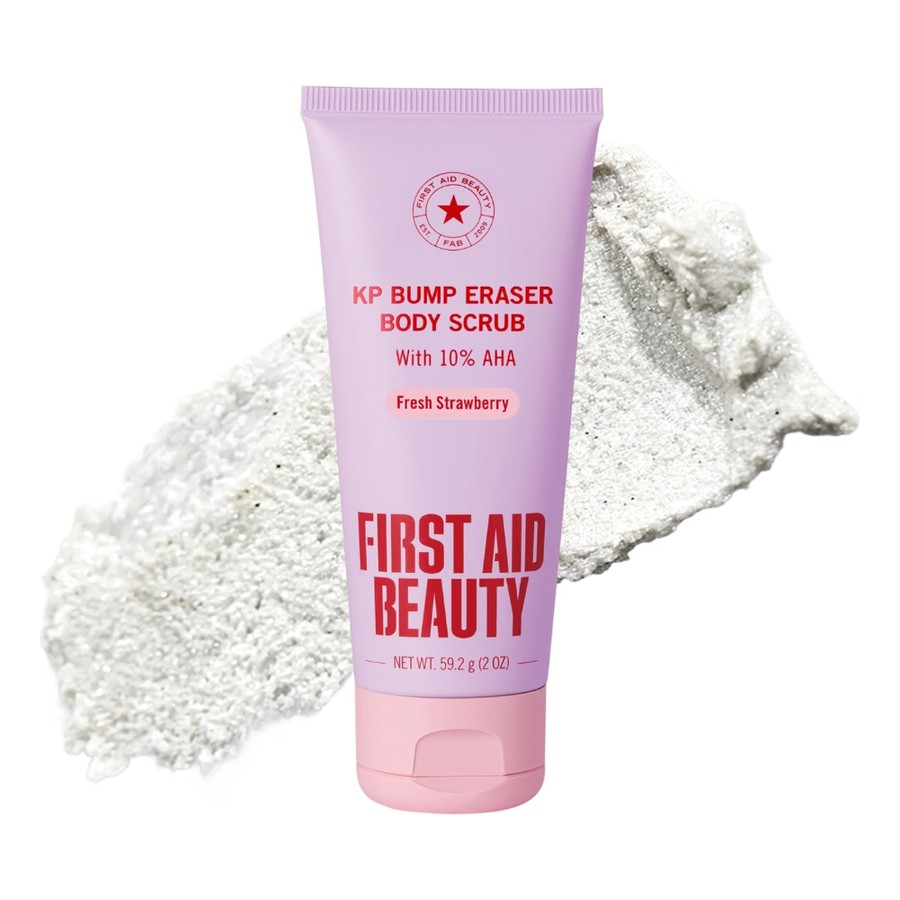 FIRST AID BEAUTY
EST. FAB 2009
KP BUMP ERASER
BODY SCRUB
With 10% AHA
Fresh Strawberry
FIRST AID
BEAUTY
NET WT. 59.2 g (2 OZ)